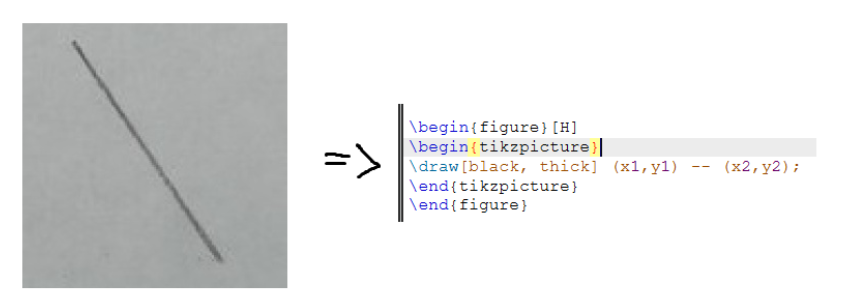 =>
\begin{figure}[H]
\begin{tikzpicture}
\draw[black, thick] (x1,y1) -- (x2,y2);
\end{tikzpicture}
\end{figure}